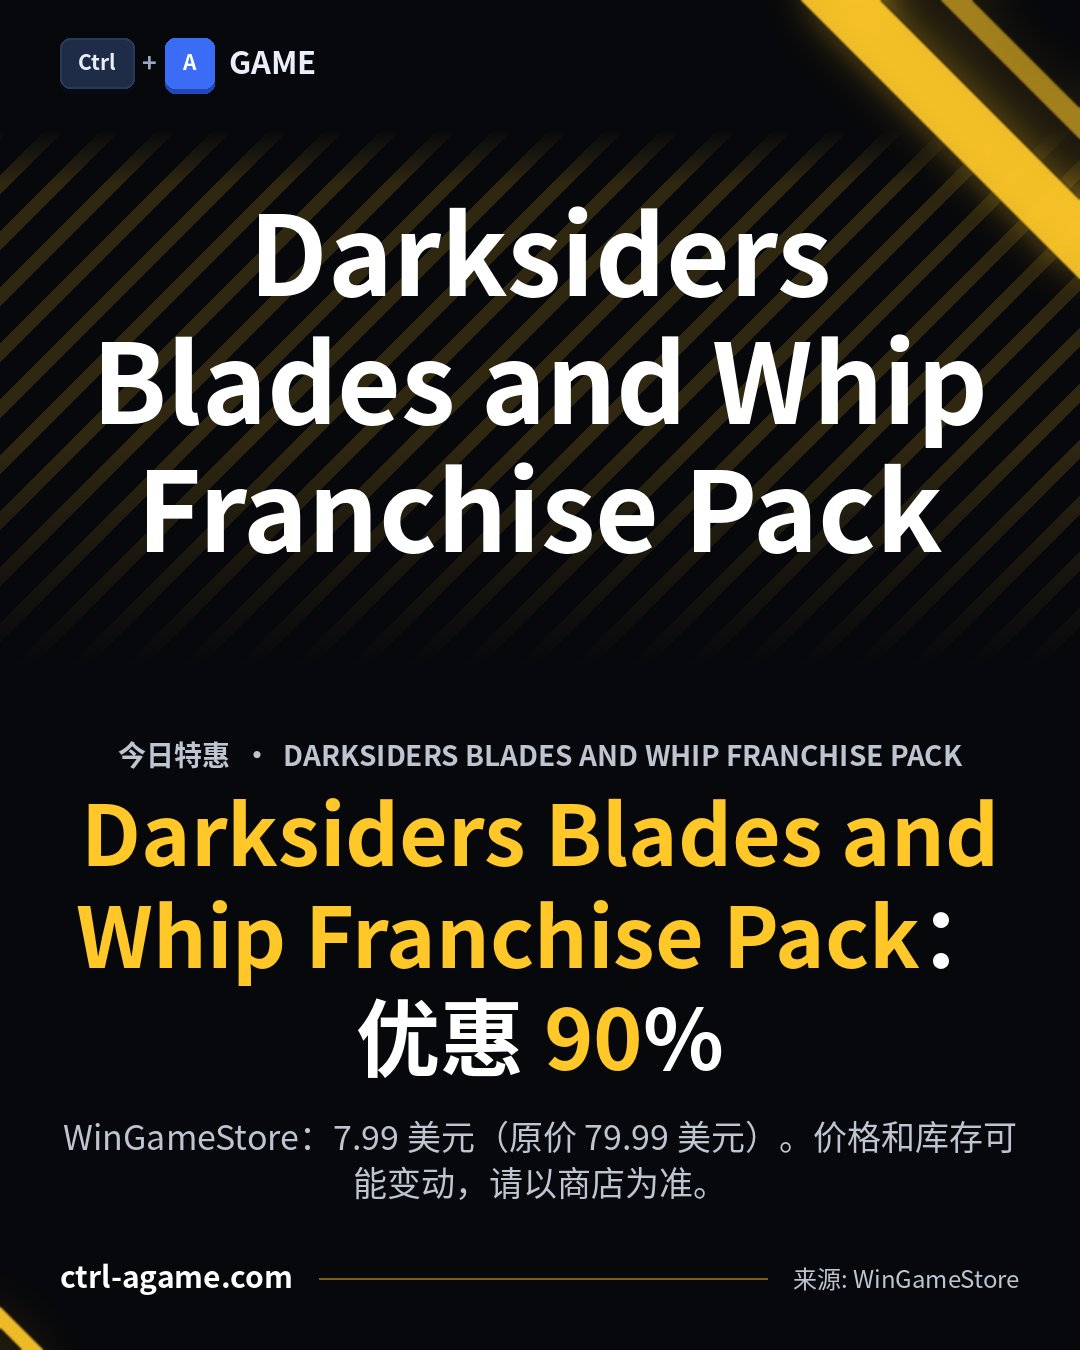 Ctrl + A GAME
Darksiders
Blades and Whip
Franchise Pack
今日特惠 • DARKSIDERS BLADES AND WHIP FRANCHISE PACK
Darksiders Blades and
Whip Franchise Pack：
优惠 90%
WinGameStore：7.99 美元（原价 79.99 美元）。价格和库存可
能变动，请以商店为准。
ctrl-agame.com
来源: WinGameStore